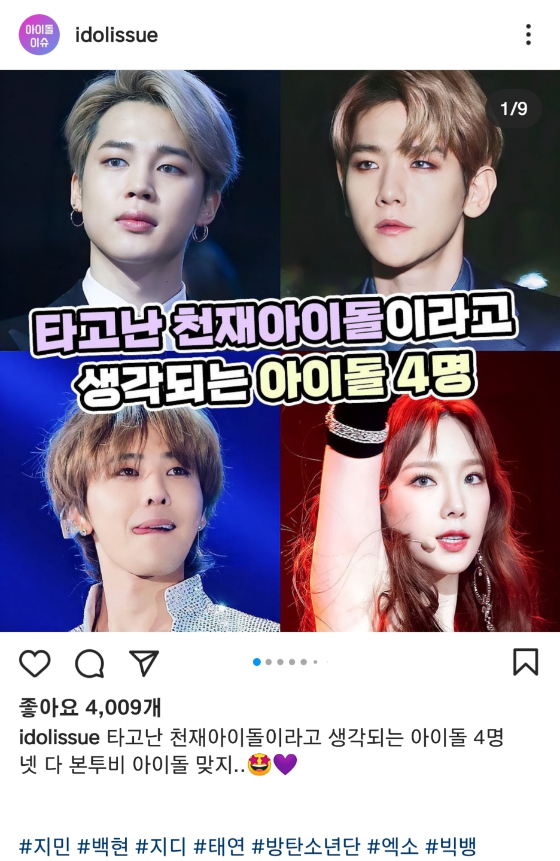 아이돌
이슈
idolissue
1/9
타고난 천재아이돌이라고
생각되는 아이돌 4명
좋아요 4,009개
idolissue 타고난 천재아이돌이라고 생각되는 아이돌 4명
넷 다 본투비 아이돌 맞지..🤩💜
#지민 #백현 #지디 #태연 #방탄소년단 #엑소 #빅뱅